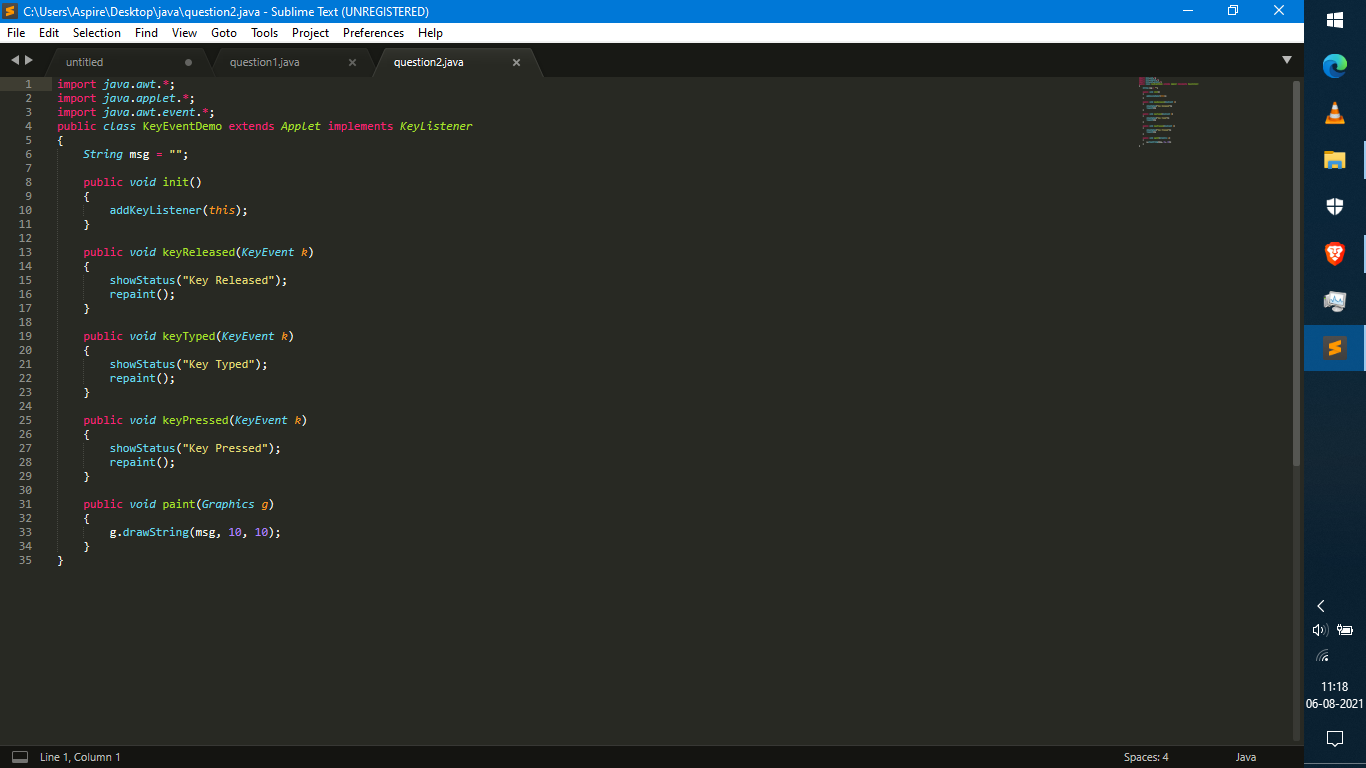 C:\Users\Aspire\Desktop\java\question2.java - Sublime Text (UNREGISTERED)
File Edit Selection Find View Goto Tools Project Preferences Help
untitled question1.java question2.java
1 import java.awt.*;
2 import java.applet.*;
3 import java.awt.event.*;
4 public class KeyEventDemo extends Applet implements KeyListener
5 {
6     String msg = "";
7
8     public void init()
9     {
10         addKeyListener(this);
11     }
12
13     public void keyReleased(KeyEvent k)
14     {
15         showStatus("Key Released");
16         repaint();
17     }
18
19     public void keyTyped(KeyEvent k)
20     {
21         showStatus("Key Typed");
22         repaint();
23     }
24
25     public void keyPressed(KeyEvent k)
26     {
27         showStatus("Key Pressed");
28         repaint();
29     }
30
31     public void paint(Graphics g)
32     {
33         g.drawString(msg, 10, 10);
34     }
35 }
Line 1, Column 1
Spaces: 4
Java
11:18
06-08-2021